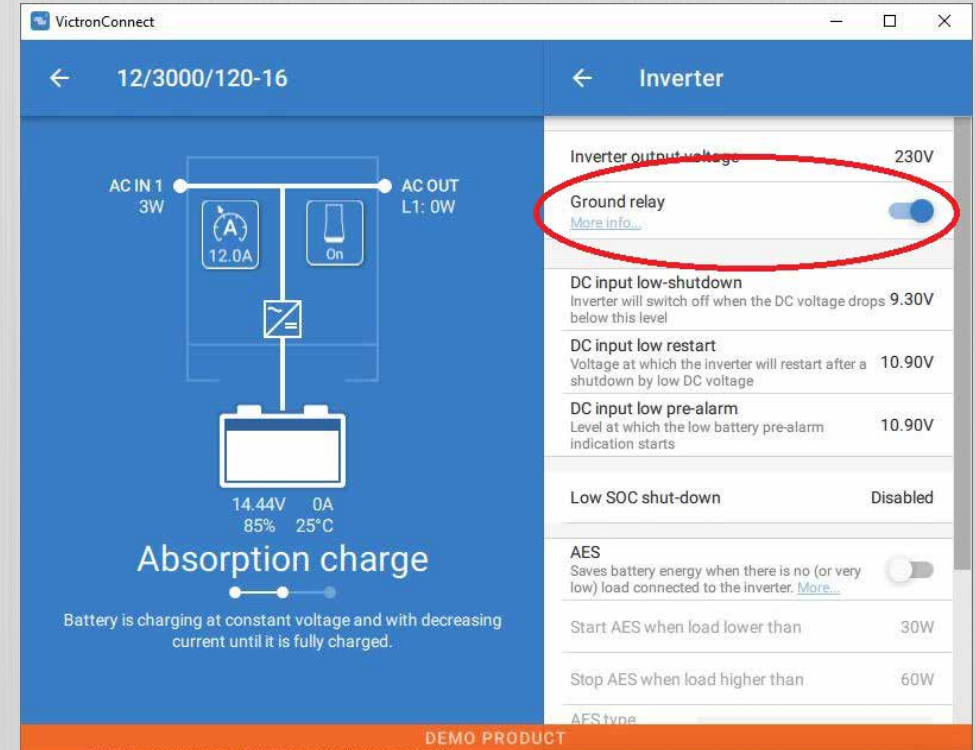 VictronConnect
12/3000/120-16
AC IN 1
3W
A
12.0A
On
AC OUT
L1: 0W
14.44V 0A
85% 25°C
Absorption charge
Battery is charging at constant voltage and with decreasing
current until it is fully charged.
Inverter
Inverter output voltage 230V
Ground relay
More info...
DC input low-shutdown
Inverter will switch off when the DC voltage drops 9.30V
below this level
DC input low restart
Voltage at which the inverter will restart after a 10.90V
shutdown by low DC voltage
DC input low pre-alarm
Level at which the low battery pre-alarm 10.90V
indication starts
Low SOC shut-down Disabled
AES
Saves battery energy when there is no (or very
low) load connected to the inverter. More...
Start AES when load lower than 30W
Stop AES when load higher than 60W
AES type
DEMO PRODUCT